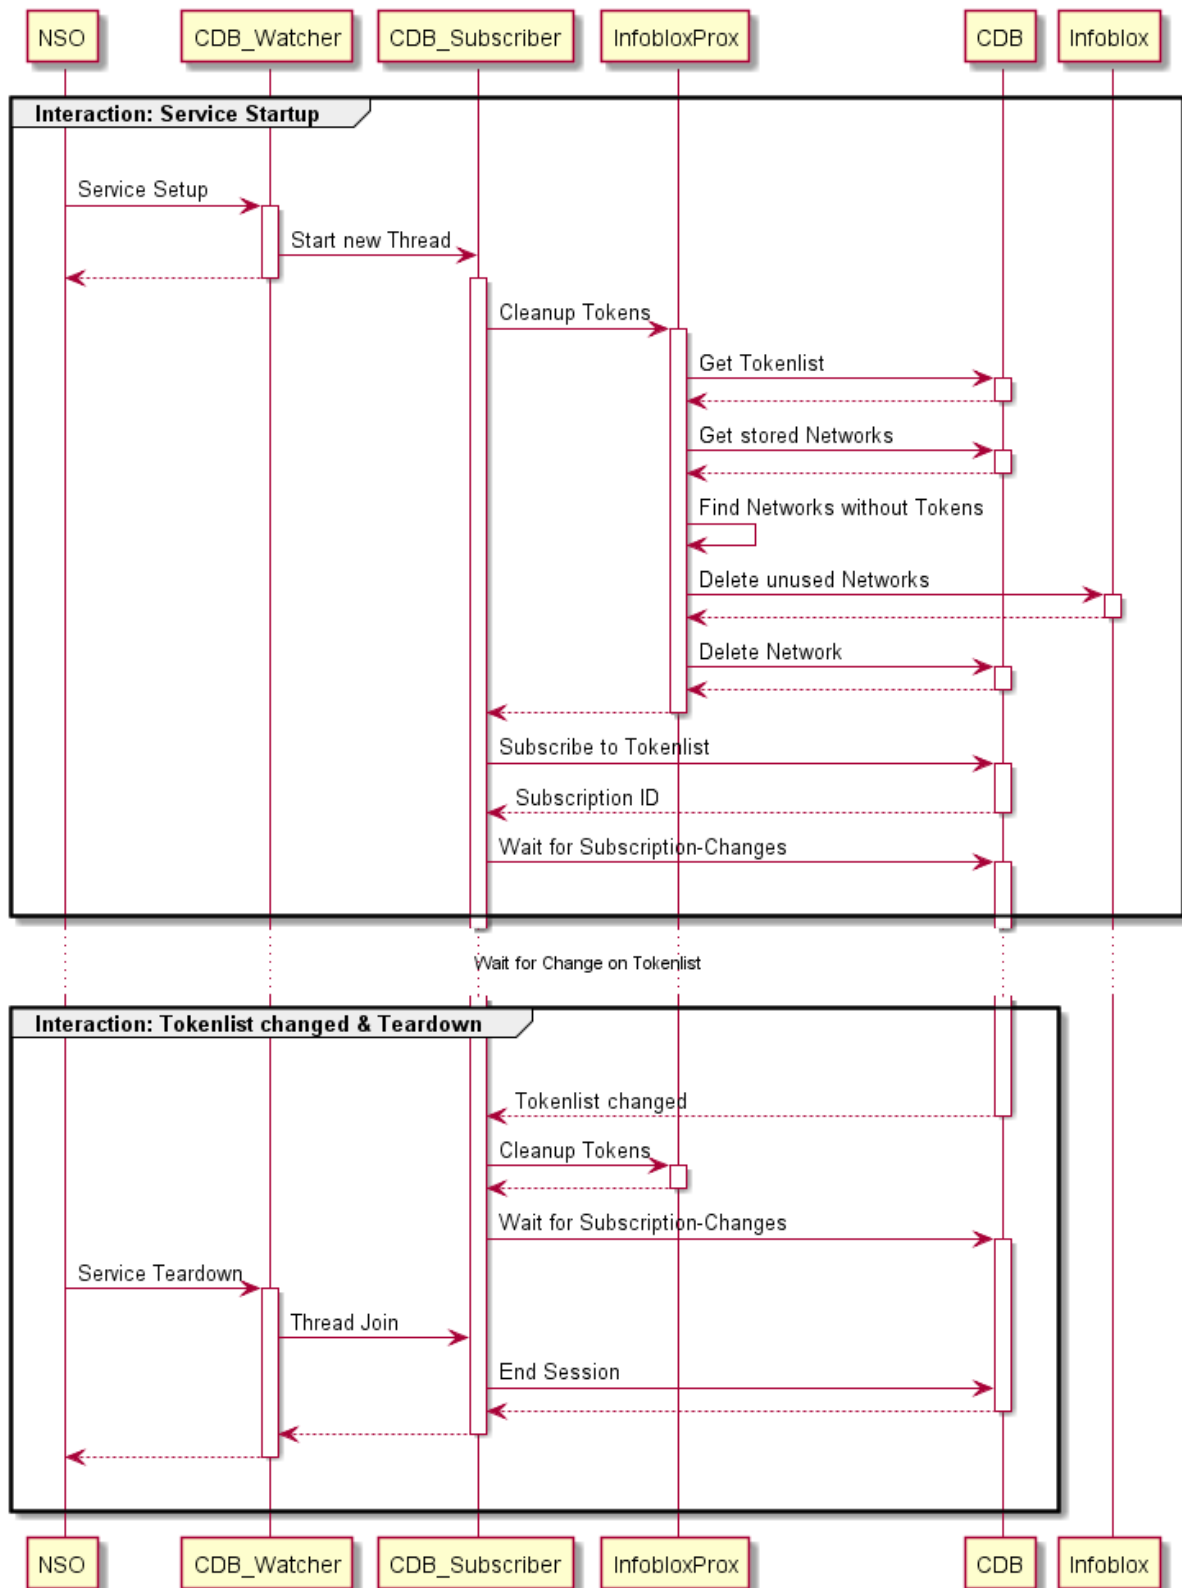 NSO
CDB_Watcher
CDB_Subscriber
InfobloxProx
CDB
Infoblox
Interaction: Service Startup
Service Setup
Start new Thread
Cleanup Tokens
Get Tokenlist
Get stored Networks
Find Networks without Tokens
Delete unused Networks
Delete Network
Subscribe to Tokenlist
Subscription ID
Wait for Subscription-Changes
Wait for Change on Tokenlist
Interaction: Tokenlist changed & Teardown
Tokenlist changed
Cleanup Tokens
Wait for Subscription-Changes
Service Teardown
Thread Join
End Session
NSO
CDB_Watcher
CDB_Subscriber
InfobloxProx
CDB
Infoblox